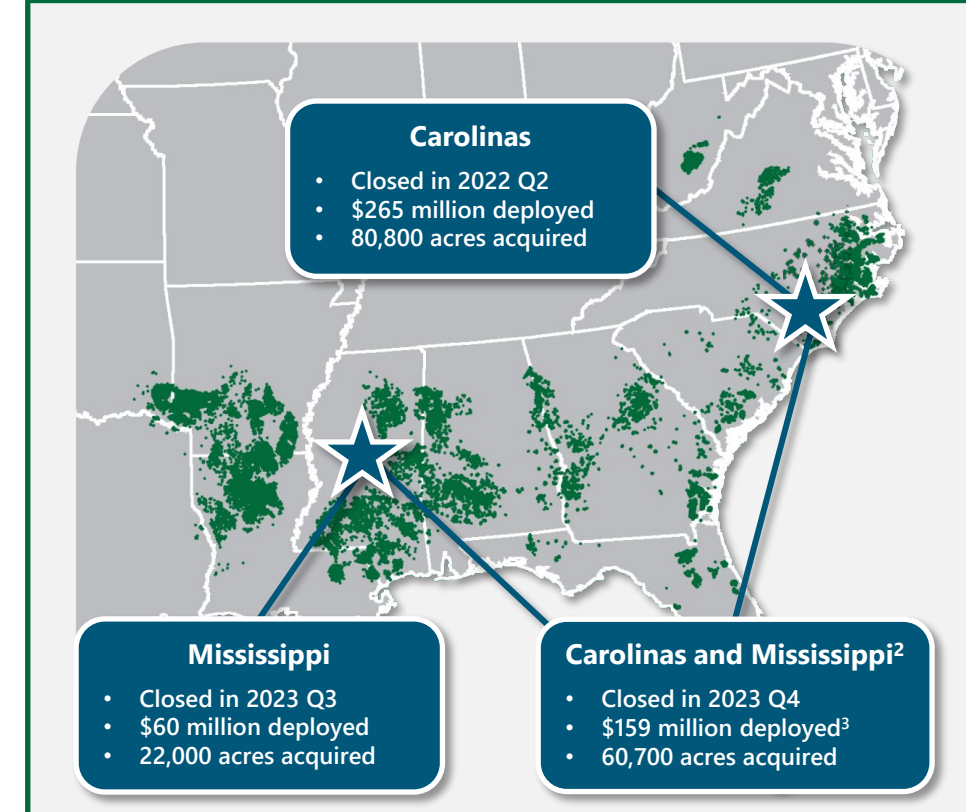 Carolinas
• Closed in 2022 Q2
• $265 million deployed
• 80,800 acres acquired
Mississippi
• Closed in 2023 Q3
• $60 million deployed
• 22,000 acres acquired
Carolinas and Mississippi²
• Closed in 2023 Q4
• $159 million deployed³
• 60,700 acres acquired